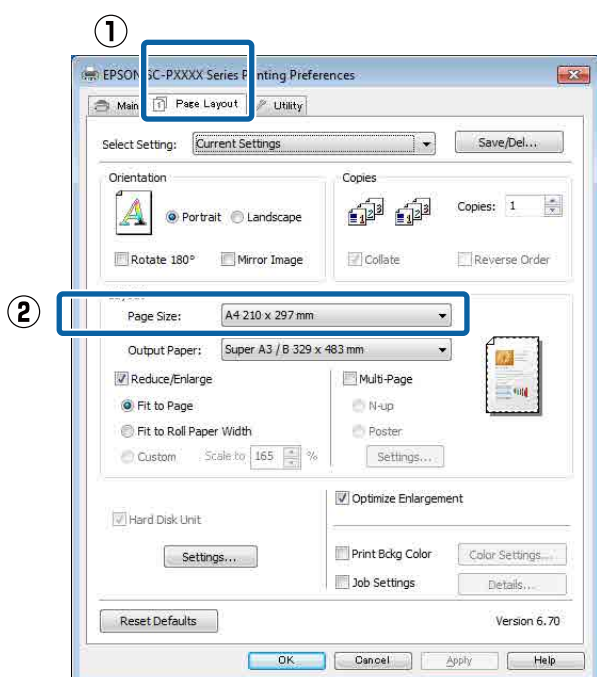 ①
EPSON SC-PXXXX Series Printing Preferences
Main Page Layout Utility
Select Setting: Current Settings Save/Del...
Orientation Copies
Portrait Landscape Copies: 1
Rotate 180° Mirror Image Collate Reverse Order
②
Page Size: A4 210 x 297 mm
Output Paper: Super A3 / B 329 x 483 mm
Reduce/Enlarge Multi-Page
Fit to Page N-up
Fit to Roll Paper Width Poster
Custom Scale to 165 % Settings...
Optimize Enlargement
Hard Disk Unit
Settings... Print Bckg Color Color Settings...
Job Settings Details...
Reset Defaults Version 6.70
OK Cancel Apply Help